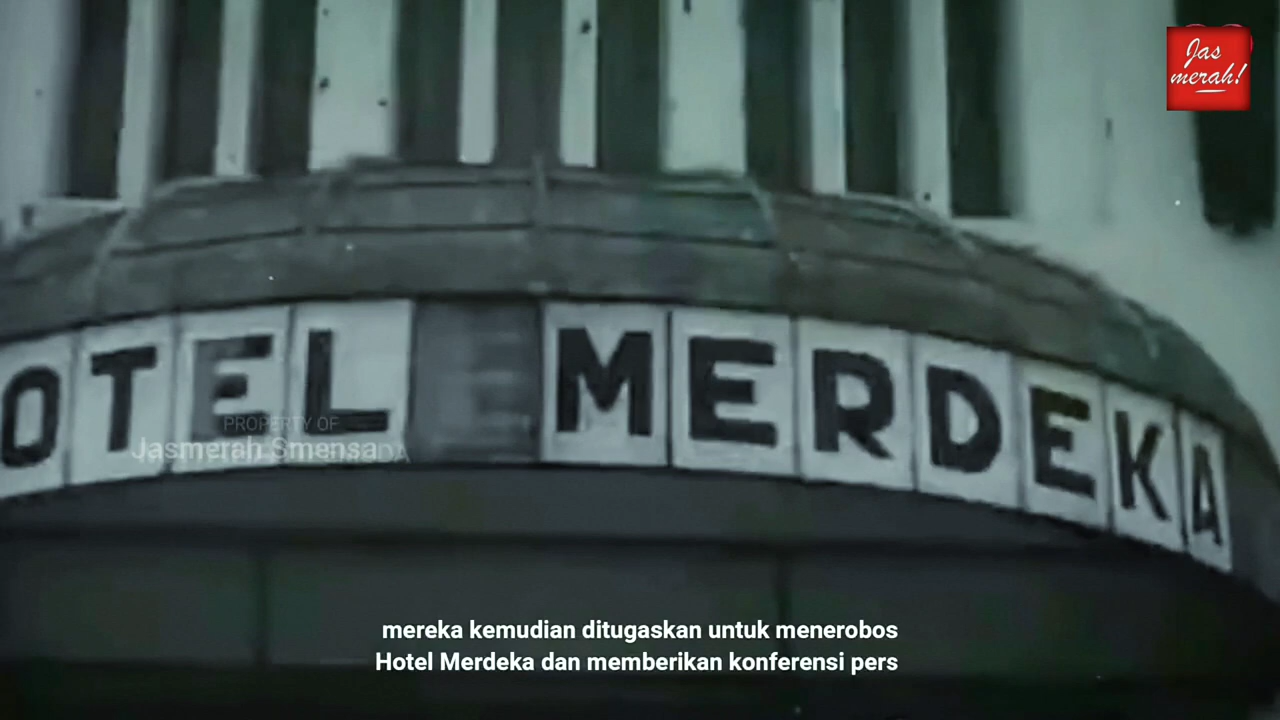 Jas
merah!
OTEL MERDEKA
PROPERTY OF
Jasmerah Smensa
mereka kemudian ditugaskan untuk menerobos
Hotel Merdeka dan memberikan konferensi pers